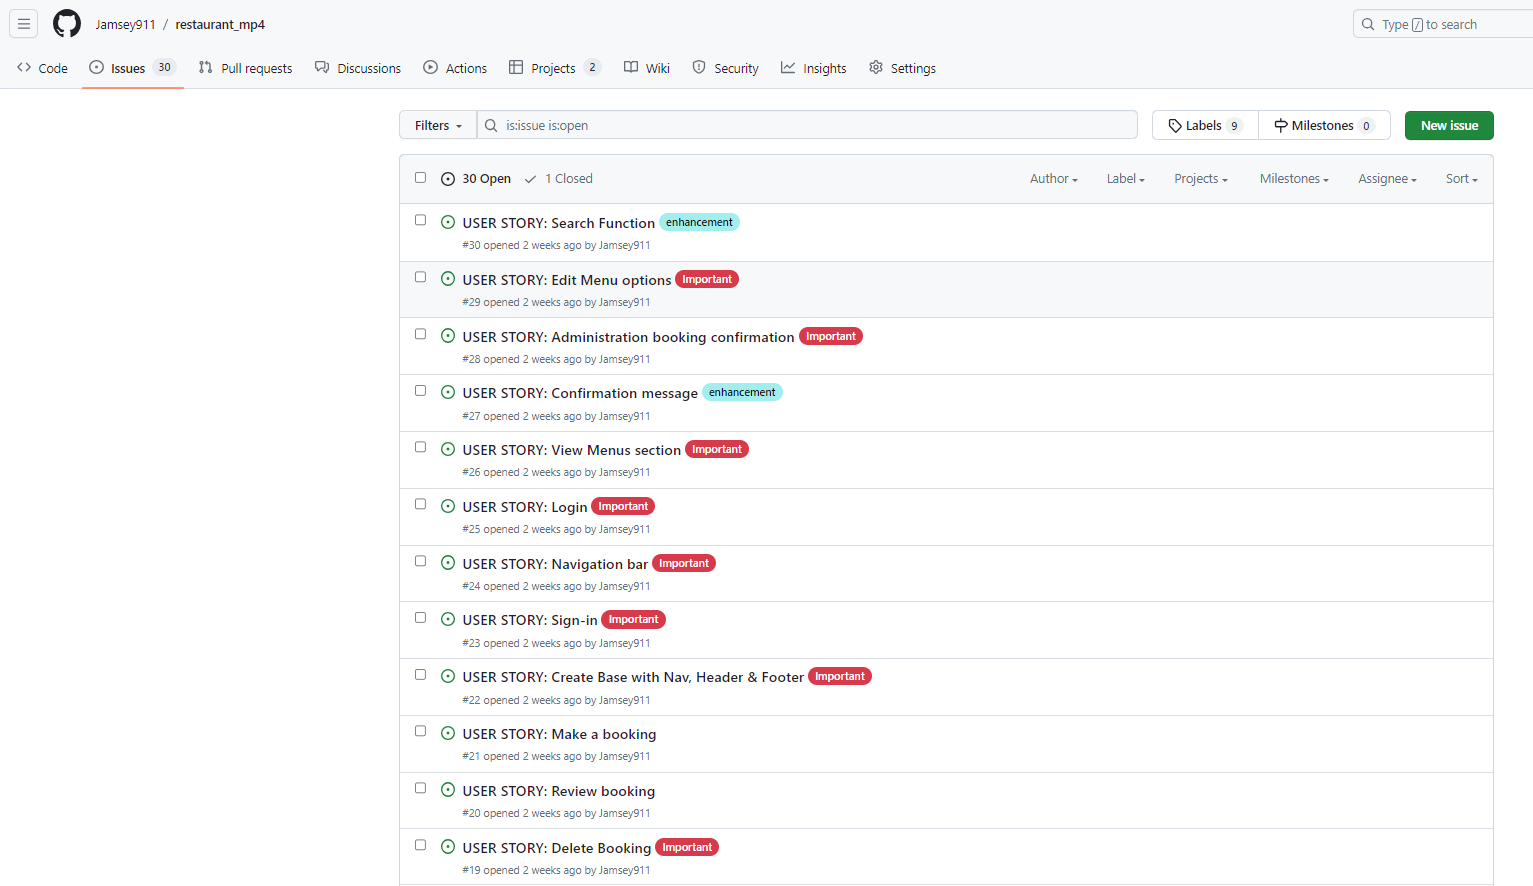 Jamsey911 / restaurant_mp4
Type / to search
Code Issues 30 Pull requests Discussions Actions Projects 2 Wiki Security Insights Settings
Filters is:issue is:open Labels 9 Milestones 0 New issue
30 Open 1 Closed Author Label Projects Milestones Assignee Sort
USER STORY: Search Function enhancement
#30 opened 2 weeks ago by Jamsey911
USER STORY: Edit Menu options Important
#29 opened 2 weeks ago by Jamsey911
USER STORY: Administration booking confirmation Important
#28 opened 2 weeks ago by Jamsey911
USER STORY: Confirmation message enhancement
#27 opened 2 weeks ago by Jamsey911
USER STORY: View Menus section Important
#26 opened 2 weeks ago by Jamsey911
USER STORY: Login Important
#25 opened 2 weeks ago by Jamsey911
USER STORY: Navigation bar Important
#24 opened 2 weeks ago by Jamsey911
USER STORY: Sign-in Important
#23 opened 2 weeks ago by Jamsey911
USER STORY: Create Base with Nav, Header & Footer Important
#22 opened 2 weeks ago by Jamsey911
USER STORY: Make a booking
#21 opened 2 weeks ago by Jamsey911
USER STORY: Review booking
#20 opened 2 weeks ago by Jamsey911
USER STORY: Delete Booking Important
#19 opened 2 weeks ago by Jamsey911